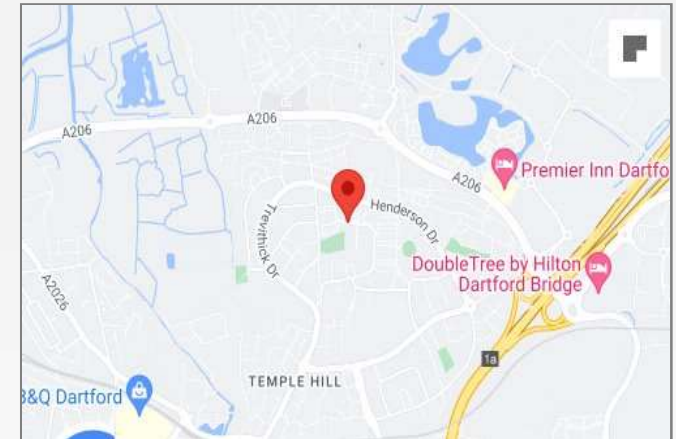 A206
A206
A206
Premier Inn Dartfo
Henderson Dr
Trevithick Dr
DoubleTree by Hilton
Dartford Bridge
A2026
1a
TEMPLE HILL
B&Q Dartford